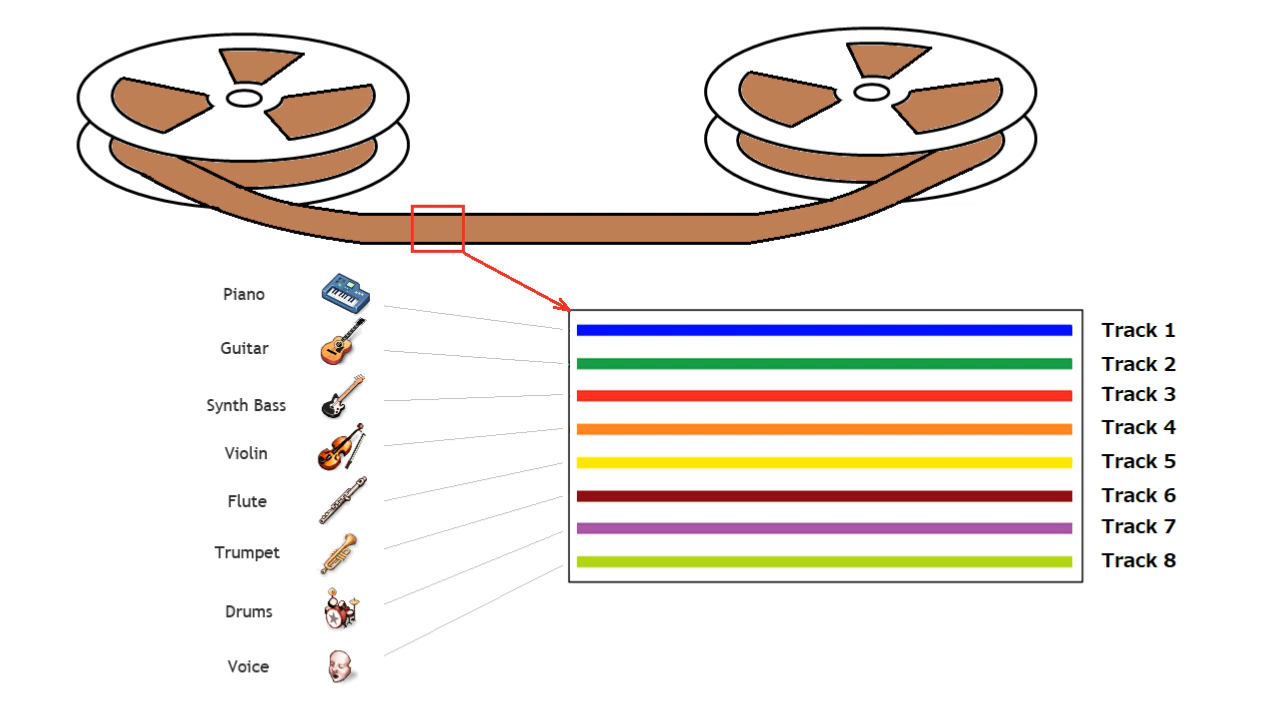 Piano
Guitar
Synth Bass
Violin
Flute
Trumpet
Drums
Voice
Track 1
Track 2
Track 3
Track 4
Track 5
Track 6
Track 7
Track 8